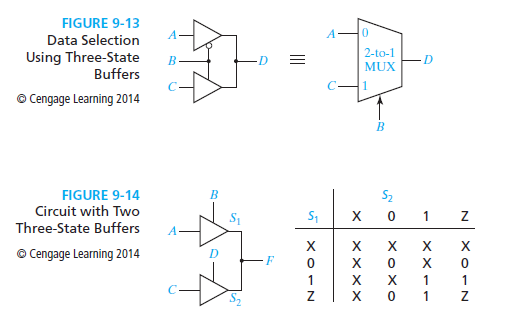 FIGURE 9-13
Data Selection
Using Three-State
Buffers
© Cengage Learning 2014
A
B
C
D
≡
A
0
2-to-1
MUX
D
C
1
B
FIGURE 9-14
Circuit with Two
Three-State Buffers
© Cengage Learning 2014
B
S1
A
D
F
C
S2
S2
S1 X 0 1 Z
X X X X X
0 X 0 X 0
1 X X 1 1
Z X 0 1 Z